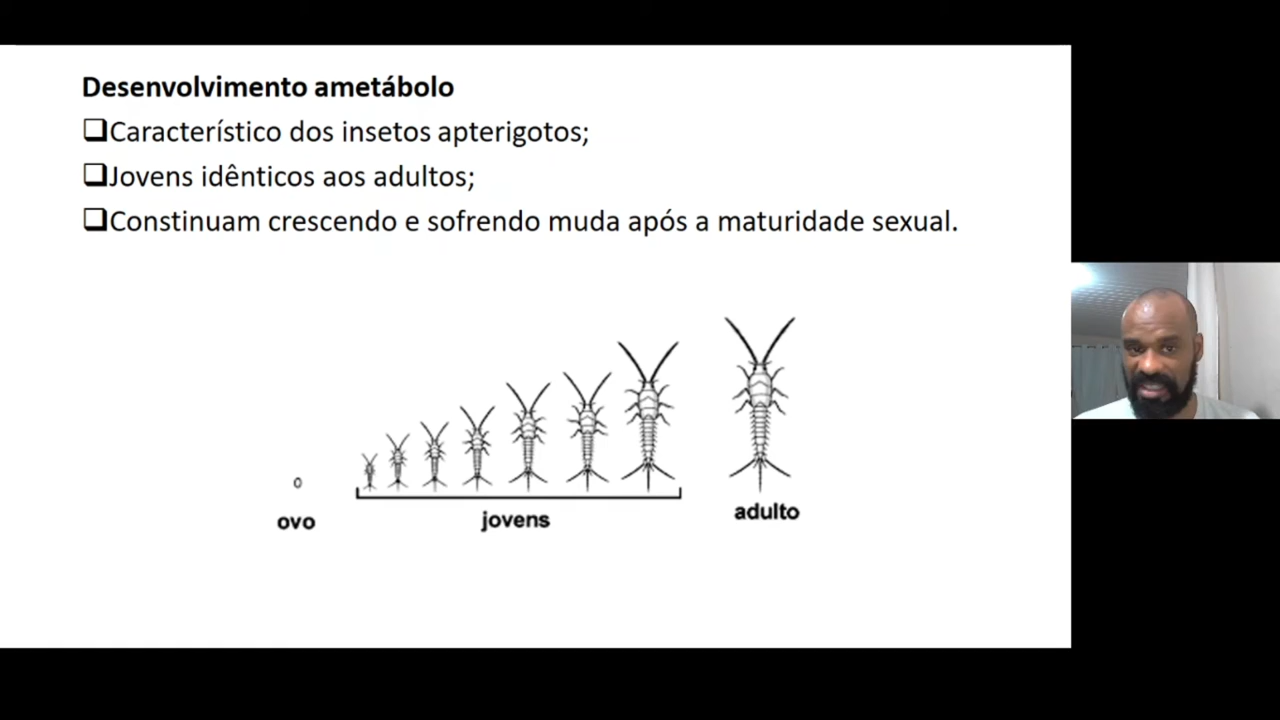 Desenvolvimento ametábolo
❑Característico dos insetos apterigotos;
❑Jovens idênticos aos adultos;
❑Constinuam crescendo e sofrendo muda após a maturidade sexual.
ovo
jovens
adulto